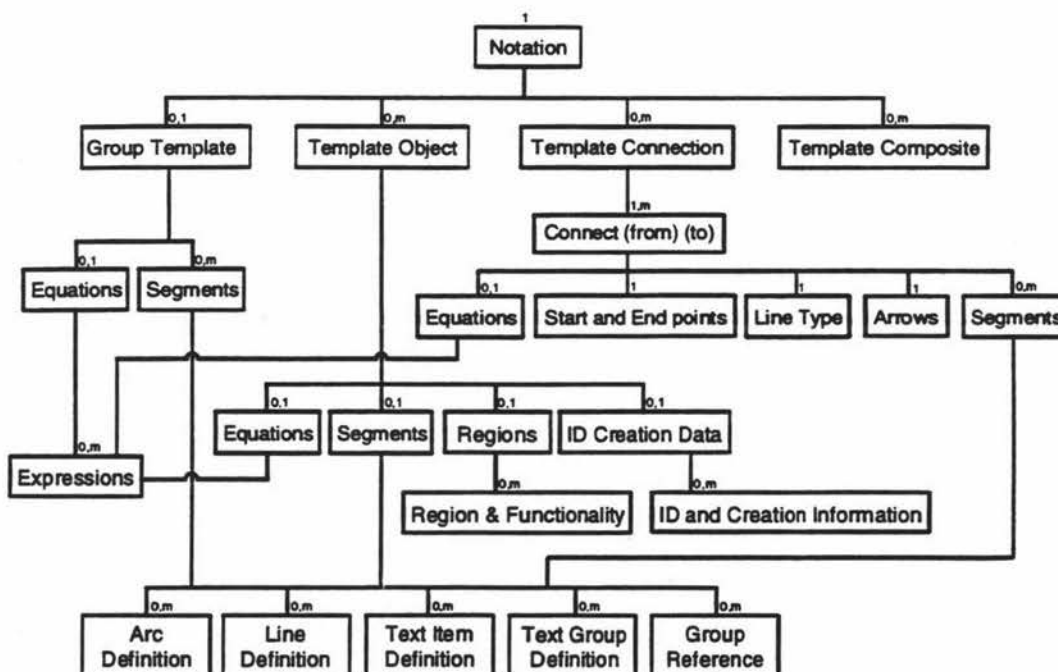 1
Notation
0,1 0,m 0,m 0,m
Group Template Template Object Template Connection Template Composite
1,m
Connect (from) (to)
0,1 0,m
Equations Segments
0,1 1 1 1 0,m
Equations Start and End points Line Type Arrows Segments
0,1 0,1 0,1 0,1
Equations Segments Regions ID Creation Data
0,m
Expressions
0,m 0,m
Region & Functionality ID and Creation Information
0,m 0,m 0,m 0,m 0,m
Arc Line Text Item Text Group Group
Definition Definition Definition Definition Reference